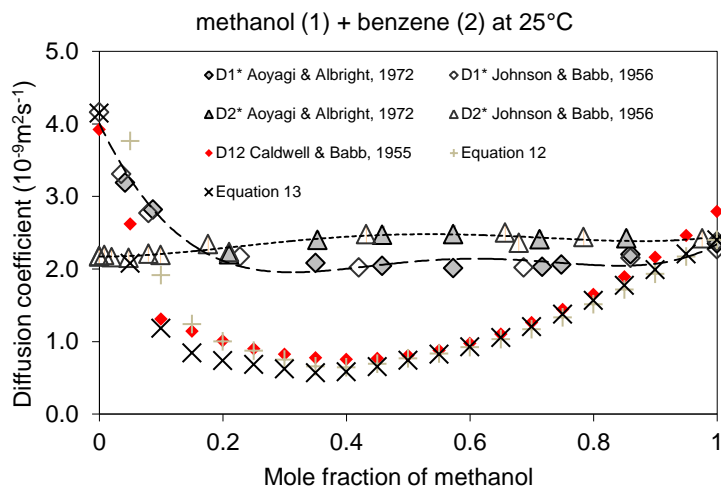 methanol (1) + benzene (2) at 25°C
5.0
4.0
3.0
2.0
1.0
0.0
Diffusion coefficient (10⁻⁹m²s⁻¹)
D1* Aoyagi & Albright, 1972
D1* Johnson & Babb, 1956
D2* Aoyagi & Albright, 1972
D2* Johnson & Babb, 1956
D12 Caldwell & Babb, 1955
Equation 12
Equation 13
0
0.2
0.4
0.6
0.8
1
Mole fraction of methanol